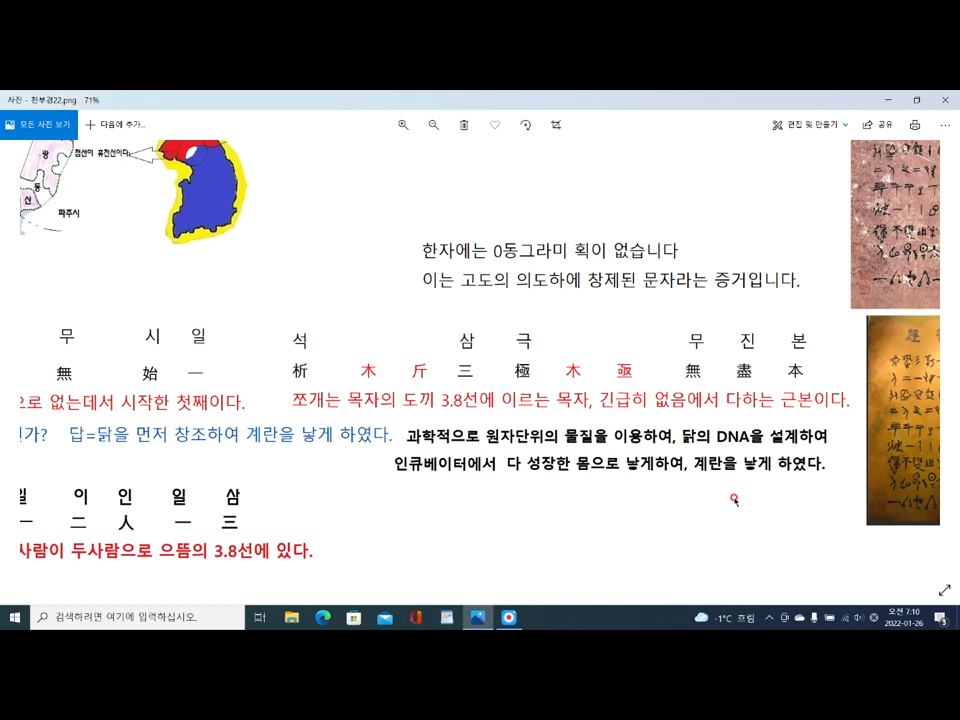 사진 - 천부경22.png 71%
모든 사진 보기 다음에 추가...
편집 및 만들기 공유
광
점선이 휴전선이다.
동
산
파주시
한자에는 0동그라미 획이 없습니다
이는 고도의 의도하에 창제된 문자라는 증거입니다.
무 시 일 석 삼 극 무 진 본
無 始 一 析 木 斤 三 極 木 亟 無 盡 本
으로 없는데서 시작한 첫째이다. 쪼개는 목자의 도끼 3.8선에 이르는 목자, 긴급히 없음에서 다하는 근본이다.
가? 답=닭을 먼저 창조하여 계란을 낳게 하였다. 과학적으로 원자단위의 물질을 이용하여, 닭의 DNA을 설계하여
인큐베이터에서 다 성장한 몸으로 낳게하여, 계란을 낳게 하였다.
일 이 인 일 삼
一 二 人 一 三
사람이 두사람으로 으뜸의 3.8선에 있다.
검색하려면 여기에 입력하십시오.
-1°C 흐림
오전 7:10
2022-01-26
3